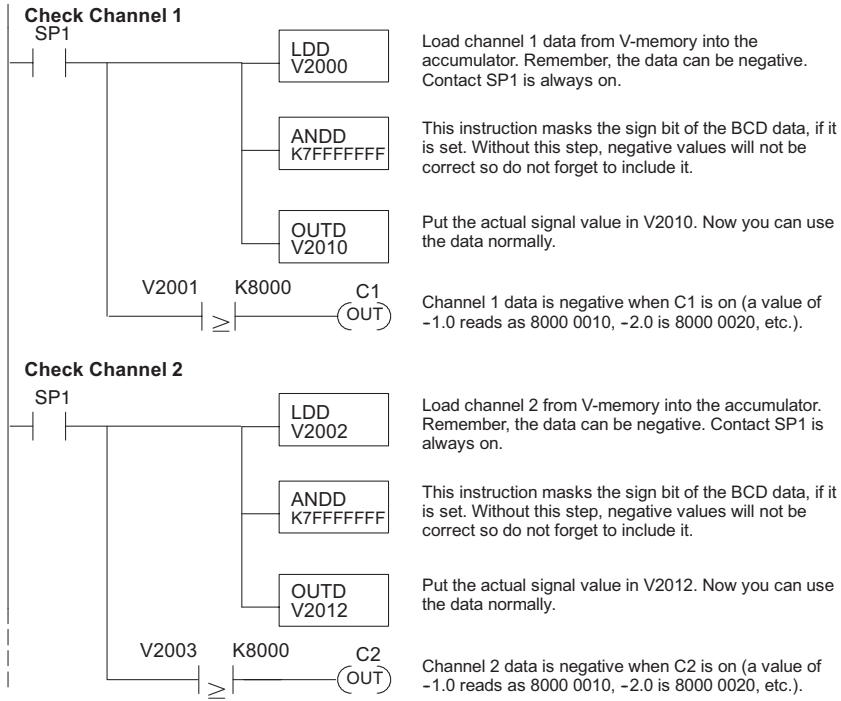 Check Channel 1
SP1
LDD
V2000
Load channel 1 data from V-memory into the
accumulator. Remember, the data can be negative.
Contact SP1 is always on.
ANDD
K7FFFFFFF
This instruction masks the sign bit of the BCD data, if it
is set. Without this step, negative values will not be
correct so do not forget to include it.
OUTD
V2010
Put the actual signal value in V2010. Now you can use
the data normally.
V2001 K8000 C1
≥ OUT
Channel 1 data is negative when C1 is on (a value of
--1.0 reads as 8000 0010, --2.0 is 8000 0020, etc.).
Check Channel 2
SP1
LDD
V2002
Load channel 2 from V-memory into the accumulator.
Remember, the data can be negative. Contact SP1 is
always on.
ANDD
K7FFFFFFF
This instruction masks the sign bit of the BCD data, if it
is set. Without this step, negative values will not be
correct so do not forget to include it.
OUTD
V2012
Put the actual signal value in V2012. Now you can use
the data normally.
V2003 K8000 C2
≥ OUT
Channel 2 data is negative when C2 is on (a value of
--1.0 reads as 8000 0010, --2.0 is 8000 0020, etc.).